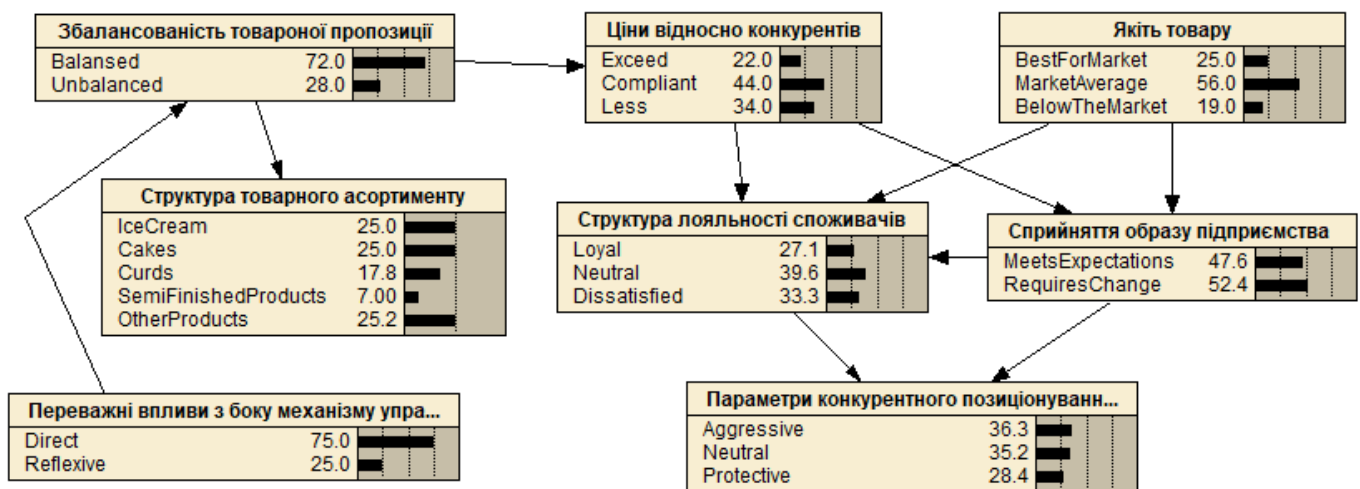 Збалансованість товароної пропозиції
Balansed 72.0
Unbalanced 28.0
Ціни відносно конкурентів
Exceed 22.0
Compliant 44.0
Less 34.0
Якіть товару
BestForMarket 25.0
MarketAverage 56.0
BelowTheMarket 19.0
Структура товарного асортименту
IceCream 25.0
Cakes 25.0
Curds 17.8
SemiFinishedProducts 7.00
OtherProducts 25.2
Структура лояльності споживачів
Loyal 27.1
Neutral 39.6
Dissatisfied 33.3
Сприйняття образу підприємства
MeetsExpectations 47.6
RequiresChange 52.4
Переважні впливи з боку механізму упра...
Direct 75.0
Reflexive 25.0
Параметри конкурентного позиціонуванн...
Aggressive 36.3
Neutral 35.2
Protective 28.4